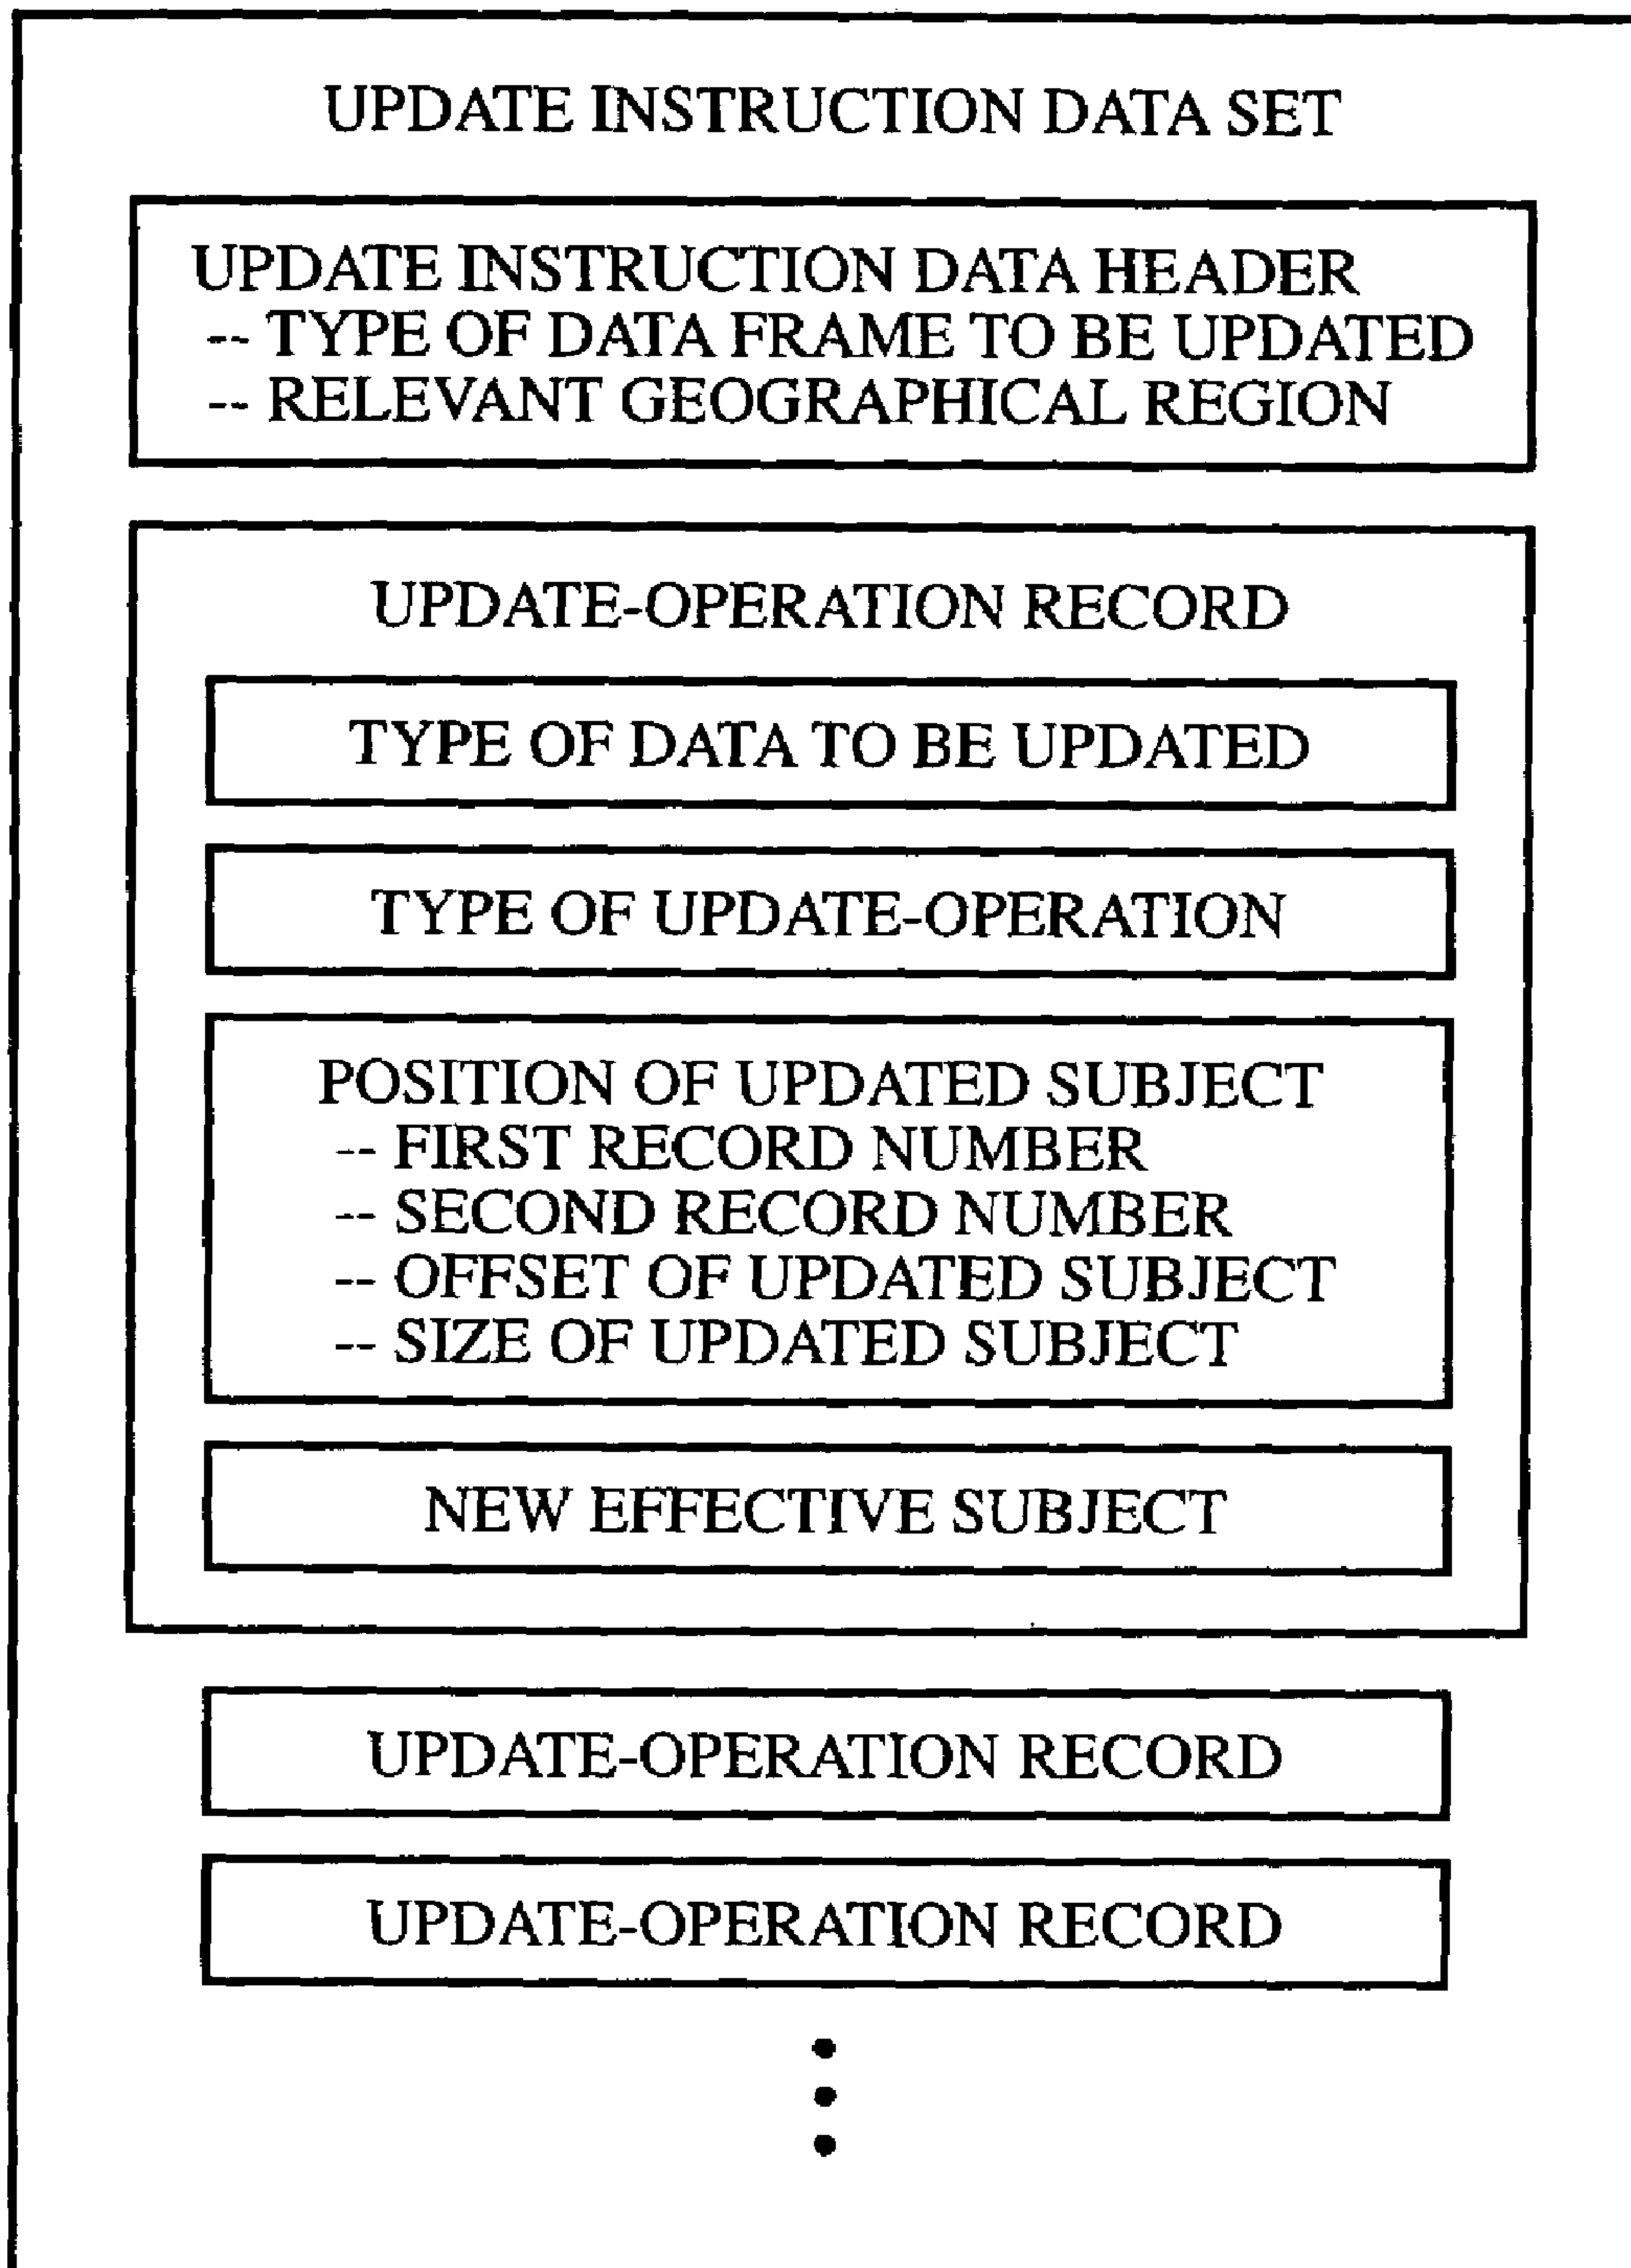 UPDATE INSTRUCTION DATA SET
UPDATE INSTRUCTION DATA HEADER
-- TYPE OF DATA FRAME TO BE UPDATED
-- RELEVANT GEOGRAPHICAL REGION
UPDATE-OPERATION RECORD
TYPE OF DATA TO BE UPDATED
TYPE OF UPDATE-OPERATION
POSITION OF UPDATED SUBJECT
-- FIRST RECORD NUMBER
-- SECOND RECORD NUMBER
-- OFFSET OF UPDATED SUBJECT
-- SIZE OF UPDATED SUBJECT
NEW EFFECTIVE SUBJECT
UPDATE-OPERATION RECORD
UPDATE-OPERATION RECORD